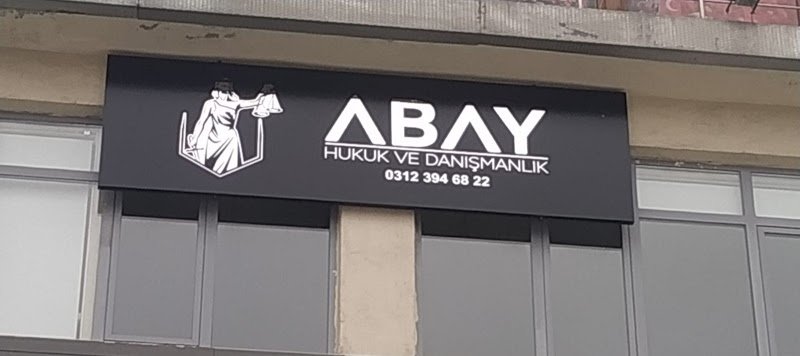 ABAY
HUKUK VE DANIŞMANLIK
0312 394 68 22